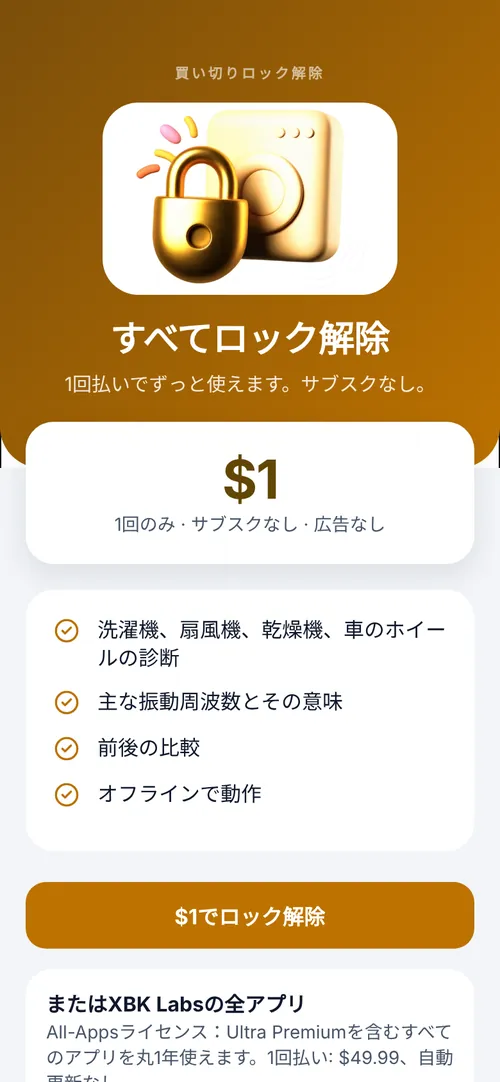 買い切りロック解除
すべてロック解除
1回払いでずっと使えます。サブスクなし。
$1
1回のみ · サブスクなし · 広告なし
洗濯機、扇風機、乾燥機、車のホイー
ルの診断
主な振動周波数とその意味
前後の比較
オフラインで動作
$1でロック解除
またはXBK Labsの全アプリ
All-Appsライセンス：Ultra Premiumを含むすべて
のアプリを丸1年使えます。1回払い: $49.99、自動
更新なし